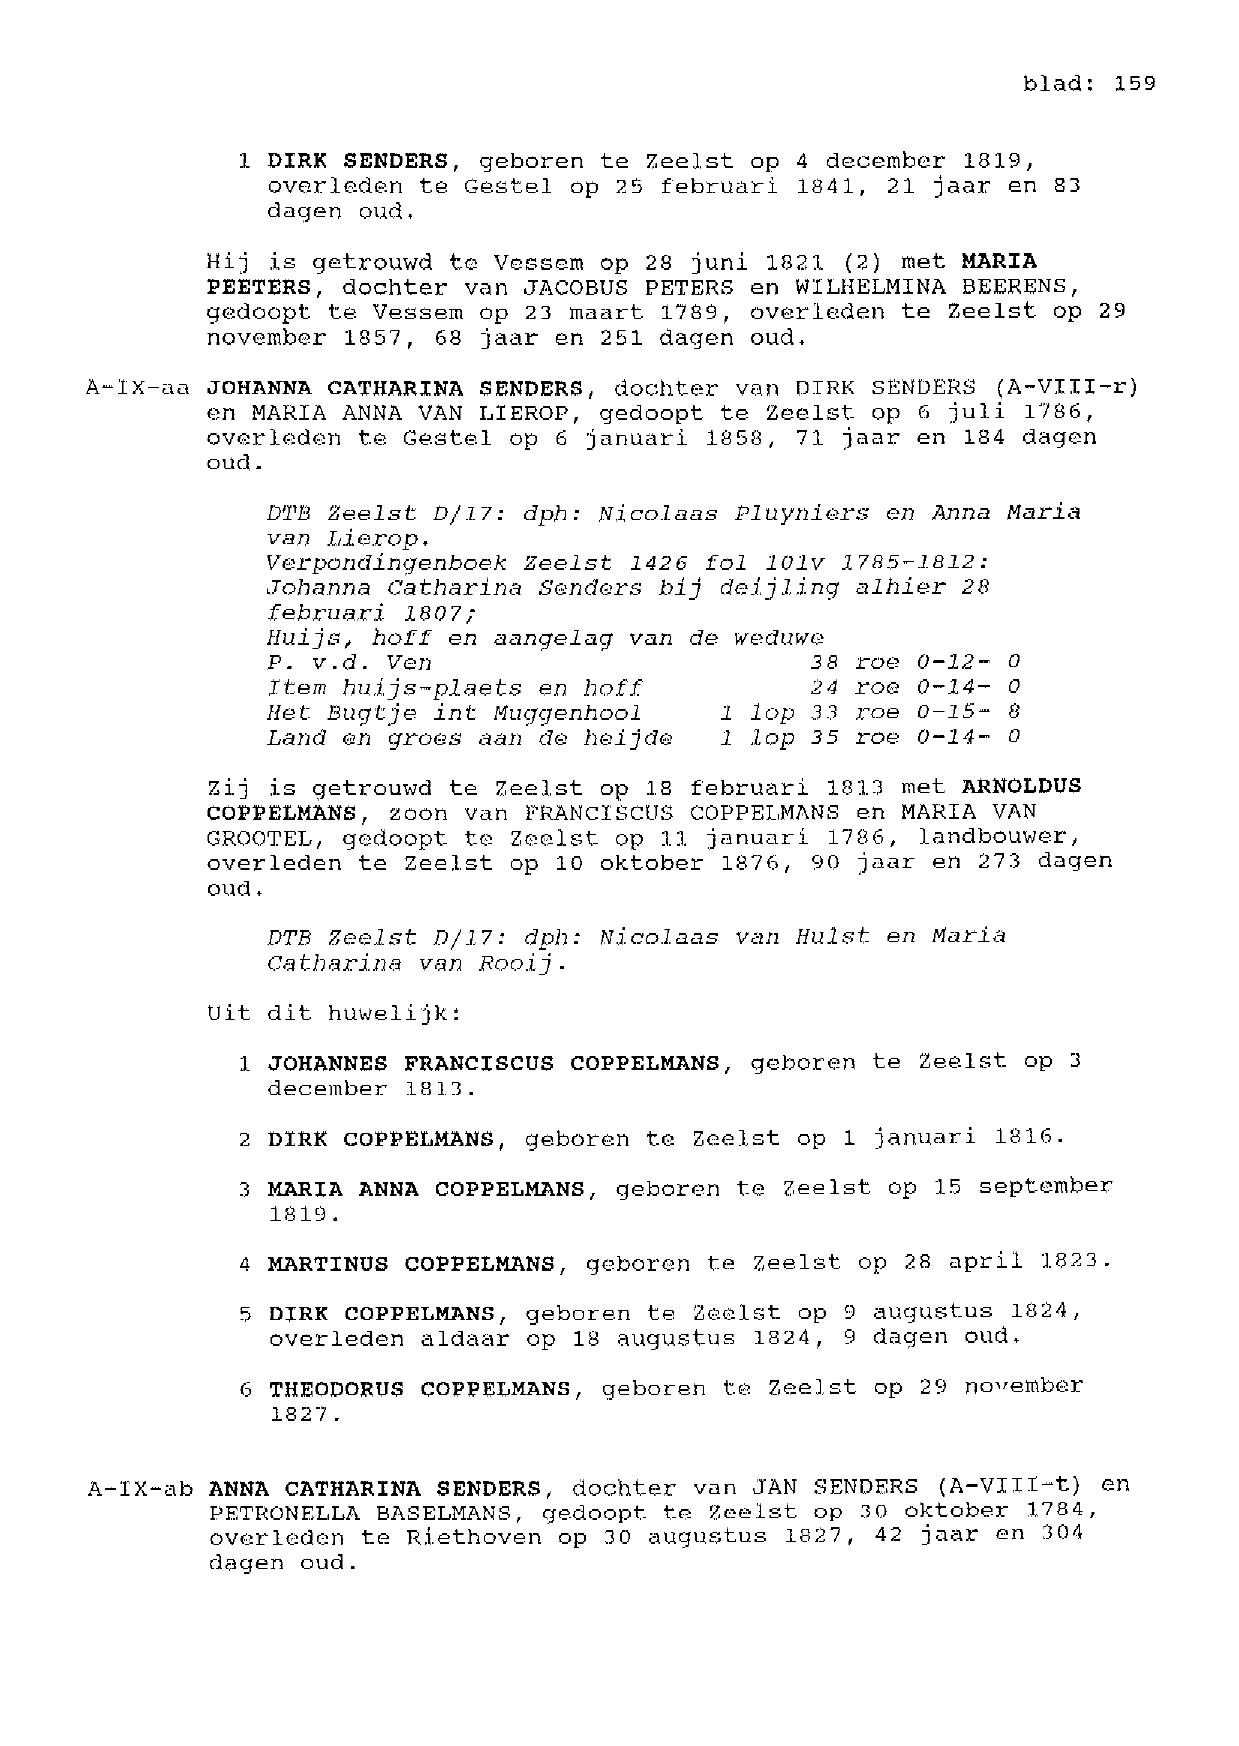 blad: 159
1 DIRK SENDERS, geboren te Zeelst op 4 december 1819,
overleden te Gestel op 25 februari 1841, 21 jaar en 83
dagen oud.
Hij is getrouwd te Vessem op 28 juni 1821 (2) met MARIA
PEETERS, dochter van JACOBUS PETERS en WILHELMINA BEERENS,
gedoopt te Vessem op 23 maart 1789, overleden te Zeelst op 29
november 1857, 68 jaar en 251 dagen oud.
A-IX-aa JOHANNA CATHARINA SENDERS, dochter van DIRK SENDERS (A-VIII-r)
en MARIA ANNA VAN LIEROP, gedoopt te Zeelst op 6 juli 1786,
overleden te Gestel op 6 januari 1858, 71 jaar en 184 dagen
oud.
DTB Zeelst D/17: dph: Nicolaas Pluyniers en Anna Maria
van Lierop.
Verpondingenboek Zeelst 1426 fol 101v 1785-1812:
Johanna Catharina Senders bij deijling alhier 28
februari 1807;
Huijs, hoff en aangelag van de weduwe
P. v.d. Ven 38 roe 0-12- 0
Item huijs-plaets en hoff 24 roe 0-14- 0
Het Bugtje int Muggenhool 1 lop 33 roe 0-15- 8
Land en groes aan de heijde 1 lop 35 roe 0-14- 0
Zij is getrouwd te Zeelst op 18 februari 1813 met ARNOLDUS
COPPELMANS, zoon van FRANCISCUS COPPELMANS en MARIA VAN
GROOTEL, gedoopt te Zeelst op 11 januari 1786, landbouwer,
overleden te Zeelst op 10 oktober 1876, 90 jaar en 273 dagen
oud.
DTB Zeelst D/17: dph: Nicolaas van Hulst en Maria
Catharina van Rooij.
Uit dit huwelijk:
1 JOHANNES FRANCISCUS COPPELMANS, geboren te Zeelst op 3
december 1813.
2 DIRK COPPELMANS, geboren te Zeelst op 1 januari 1816.
3 MARIA ANNA COPPELMANS, geboren te Zeelst op 15 september
1819.
4 MARTINUS COPPELMANS, geboren te Zeelst op 28 april 1823.
5 DIRK COPPELMANS, geboren te Zeelst op 9 augustus 1824,
overleden aldaar op 18 augustus 1824, 9 dagen oud.
6 THEODORUS COPPELMANS, geboren te Zeelst op 29 november
1827.
A-IX-ab ANNA CATHARINA SENDERS, dochter van JAN SENDERS (A-VIII-t) en
PETRONELLA BASELMANS, gedoopt te Zeelst op 30 oktober 1784,
overleden te Riethoven op 30 augustus 1827, 42 jaar en 304
dagen oud.